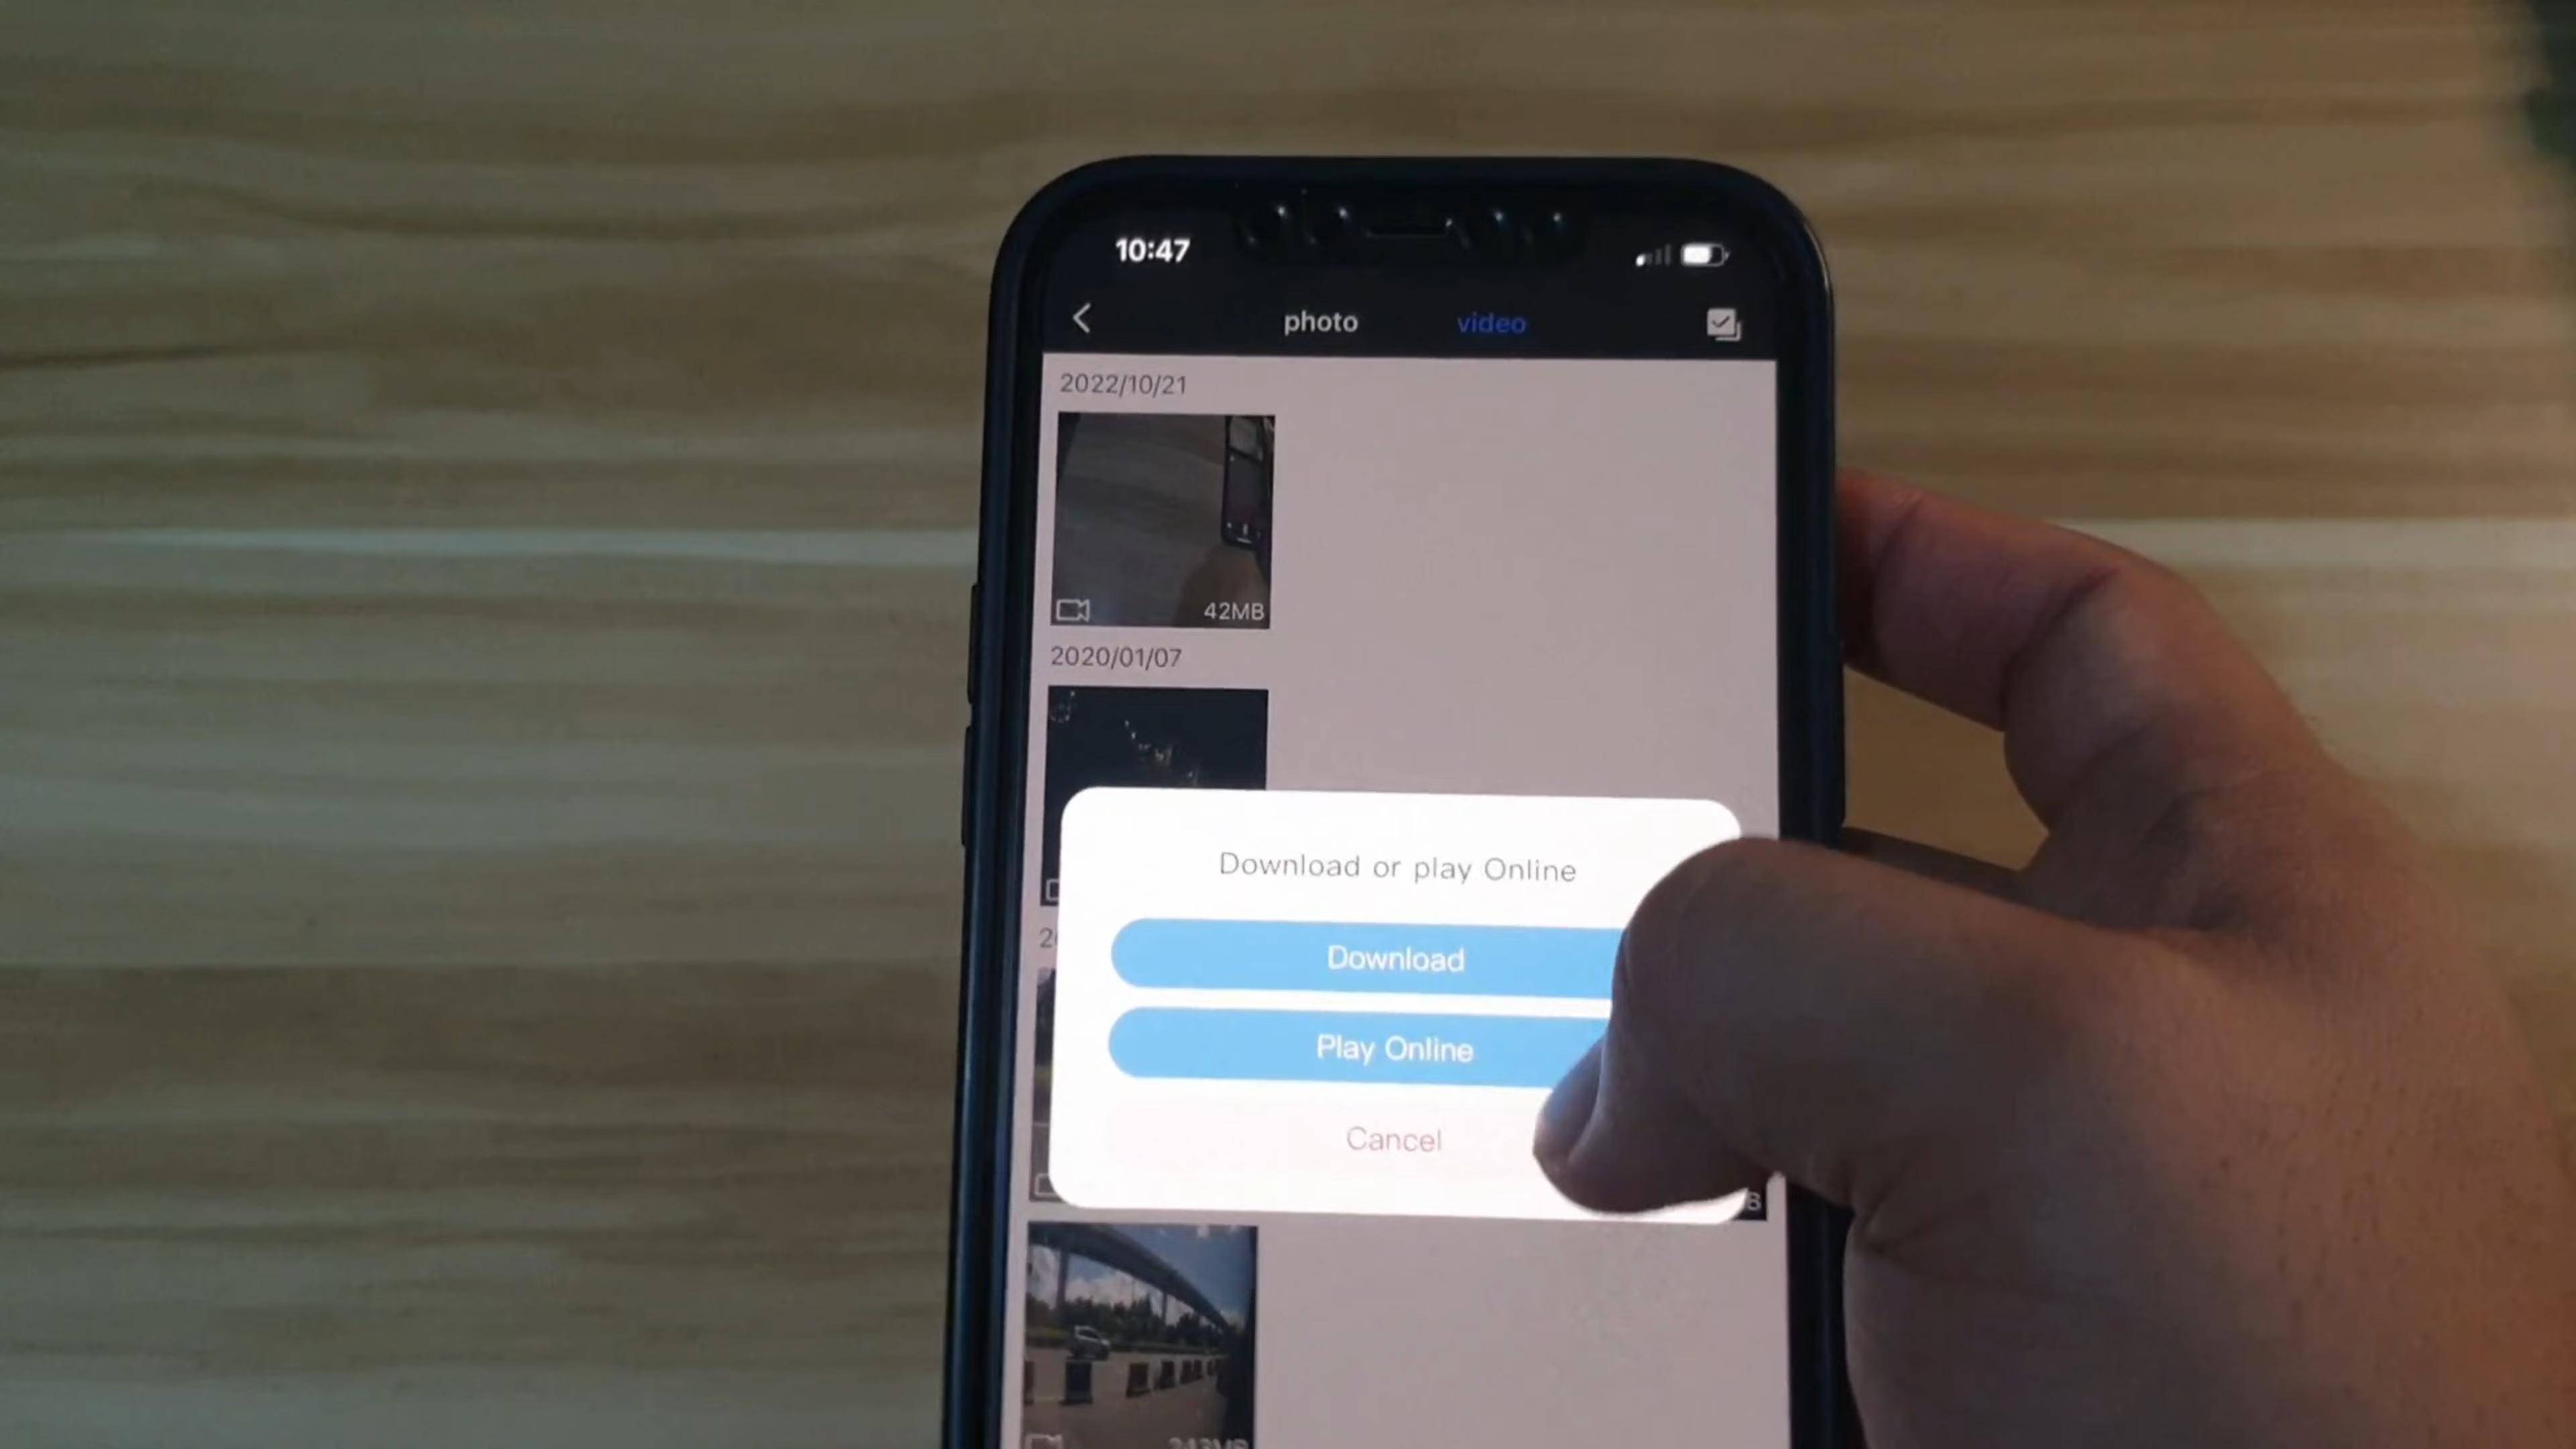 10:47
photo video
2022/10/21
42MB
2020/01/07
Download or play Online
Download
Play Online
Cancel